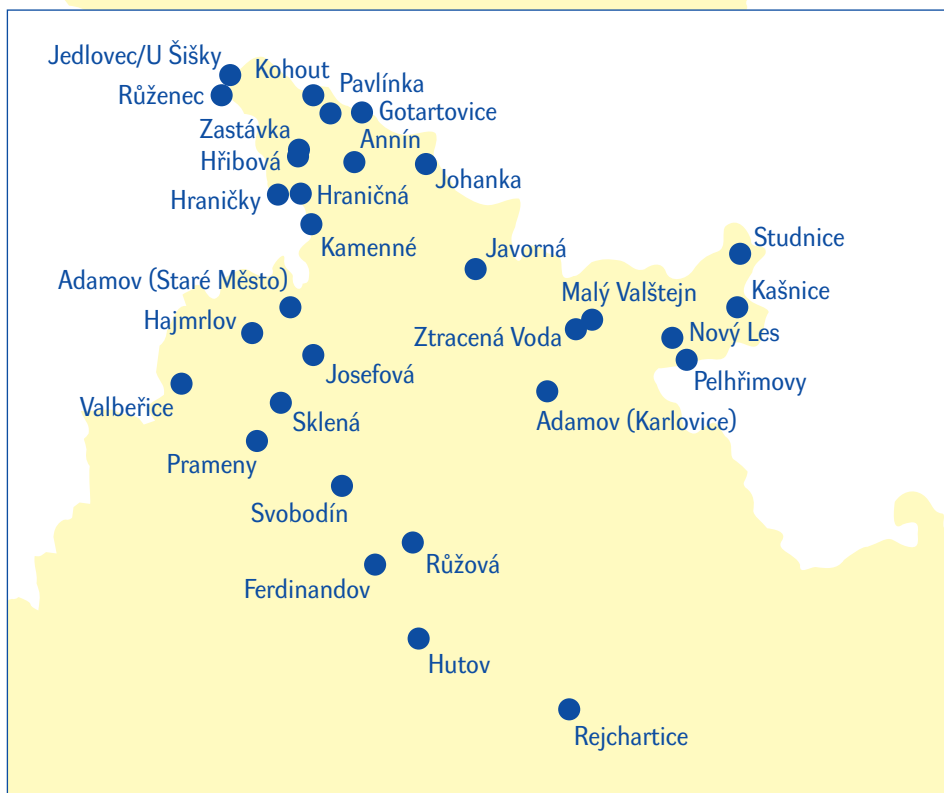 Jedlovec/U Šišky
Kohout
Růženec
Pavlínka
Gotartovice
Zastávka
Annín
Hřibová
Johanka
Hraničky
Hraničná
Kamenné
Studnice
Javorná
Adamov (Staré Město)
Malý Valštejn
Kašnice
Hajmrlov
Ztracená Voda
Nový Les
Josefová
Pelhřimovy
Valbeřice
Sklená
Adamov (Karlovice)
Prameny
Svobodín
Růžová
Ferdinandov
Hutov
Rejchartice